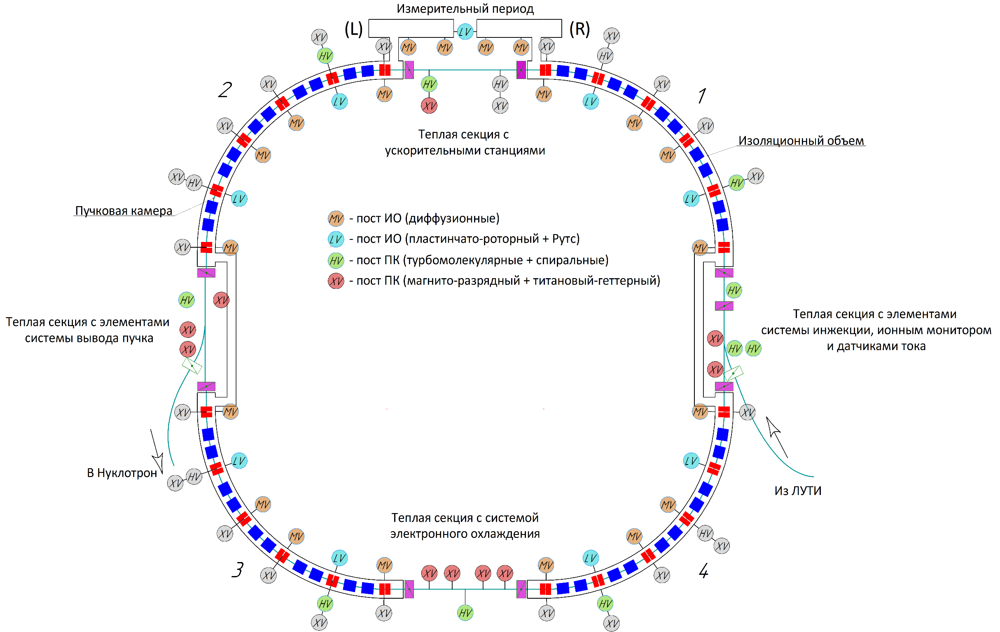 Измерительный период
(L)
(R)
LV
XV
XV
HV
XV
MV
MV
MV
MV
XV
HV
2
XV
XV
1
MV
LV
HV
HV
MV
LV
XV
XV
MV
MV
XV
XV
Теплая секция с
ускорительными станциями
Изоляционный объем
MV
MV
XV
HV
HV
XV
LV
LV
Пучковая камера
MV - пост ИО (диффузионные)
LV - пост ИО (пластинчато-роторный + Рутс)
HV - пост ПК (турбомолекулярные + спиральные)
XV - пост ПК (магнито-разрядный + титановый-геттерный)
XV
MV
MV
HV
XV
HV
Теплая секция с элементами
системы вывода пучка
XV
XV
Теплая секция с элементами
системы инжекции, ионным монитором
и датчиками тока
XV
HV
HV
XV
XV
MV
MV
XV
LV
LV
В Нуклотрон
XV
HV
Из ЛУТИ
MV
MV
Теплая секция с системой
электронного охлаждения
XV
HV
XV
MV
MV
3
XV
LV
MV
XV
XV
XV
XV
MV
LV
XV
4
HV
XV
XV
HV
XV
HV
XV